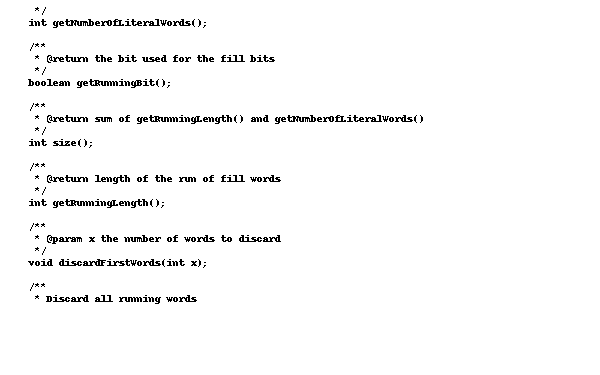 */
int getNumberOfLiteralWords();

/**
 * @return the bit used for the fill bits
 */
boolean getRunningBit();

/**
 * @return sum of getRunningLength() and getNumberOfLiteralWords()
 */
int size();

/**
 * @return length of the run of fill words
 */
int getRunningLength();

/**
 * @param x the number of words to discard
 */
void discardFirstWords(int x);

/**
 * Discard all running words